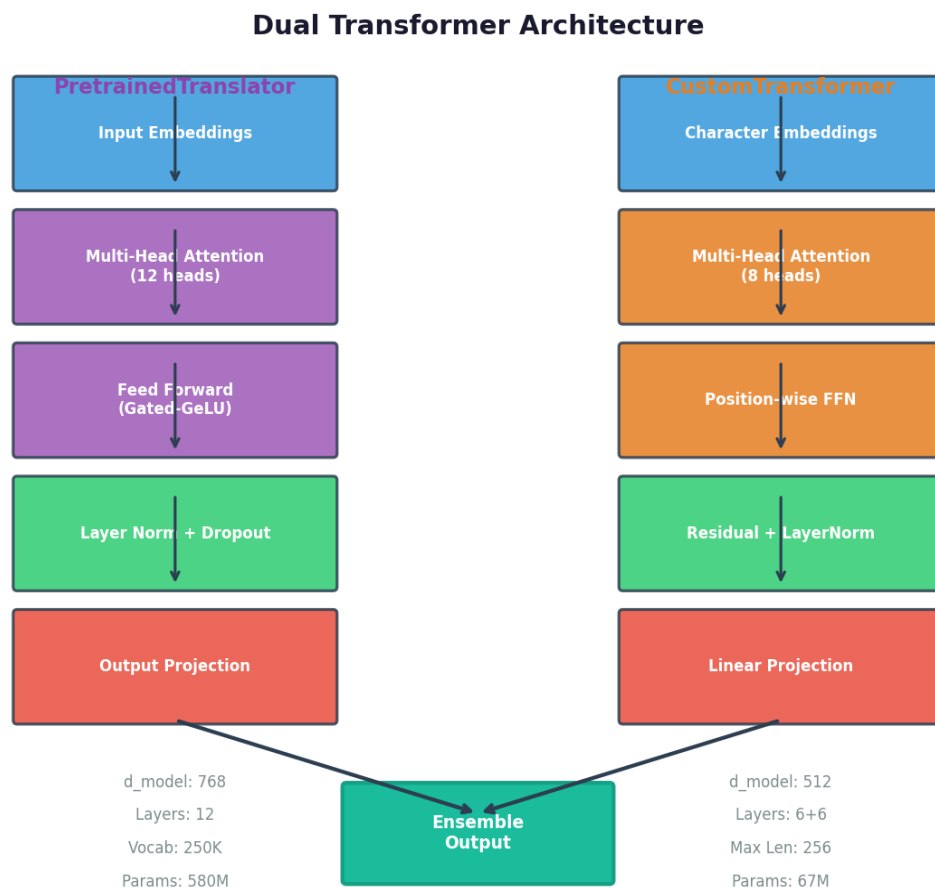 Dual Transformer Architecture
PretrainedTranslator
Input Embeddings
Multi-Head Attention
(12 heads)
Feed Forward
(Gated-GeLU)
Layer Norm + Dropout
Output Projection
d_model: 768
Layers: 12
Vocab: 250K
Params: 580M
CustomTransformer
Character Embeddings
Multi-Head Attention
(8 heads)
Position-wise FFN
Residual + LayerNorm
Linear Projection
d_model: 512
Layers: 6+6
Max Len: 256
Params: 67M
Ensemble
Output